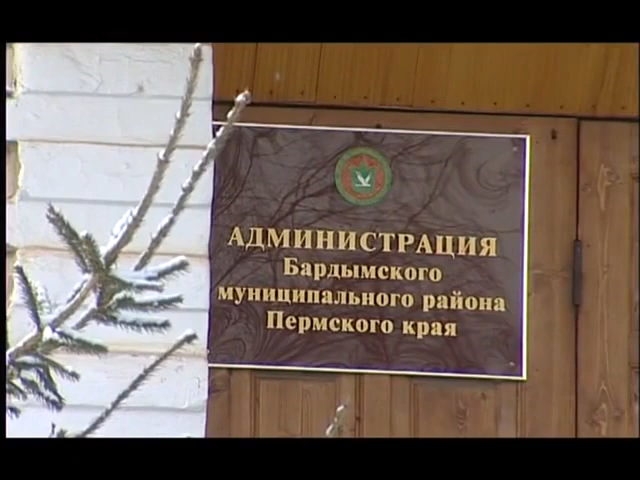 АДМИНИСТРАЦИЯ
Бардымского
муниципального района
Пермского края